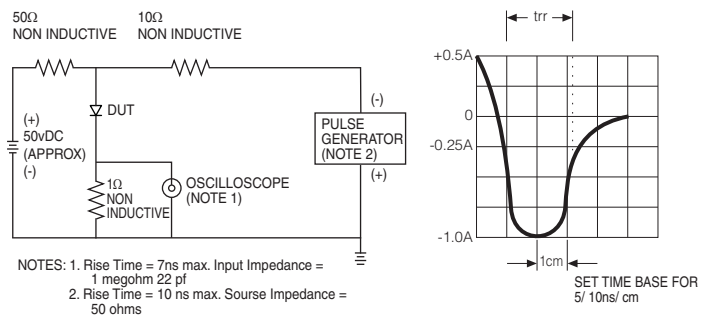 50Ω
NON INDUCTIVE
10Ω
NON INDUCTIVE
DUT
(+)
50vDC
(APPROX)
(-)
1Ω
NON
INDUCTIVE
OSCILLOSCOPE
(NOTE 1)
(-)
PULSE
GENERATOR
(NOTE 2)
(+)
NOTES: 1. Rise Time = 7ns max. Input Impedance =
1 megohm 22 pf
2. Rise Time = 10 ns max. Sourse Impedance =
50 ohms
trr
+0.5A
0
-0.25A
-1.0A
1cm
SET TIME BASE FOR
5/ 10ns/ cm